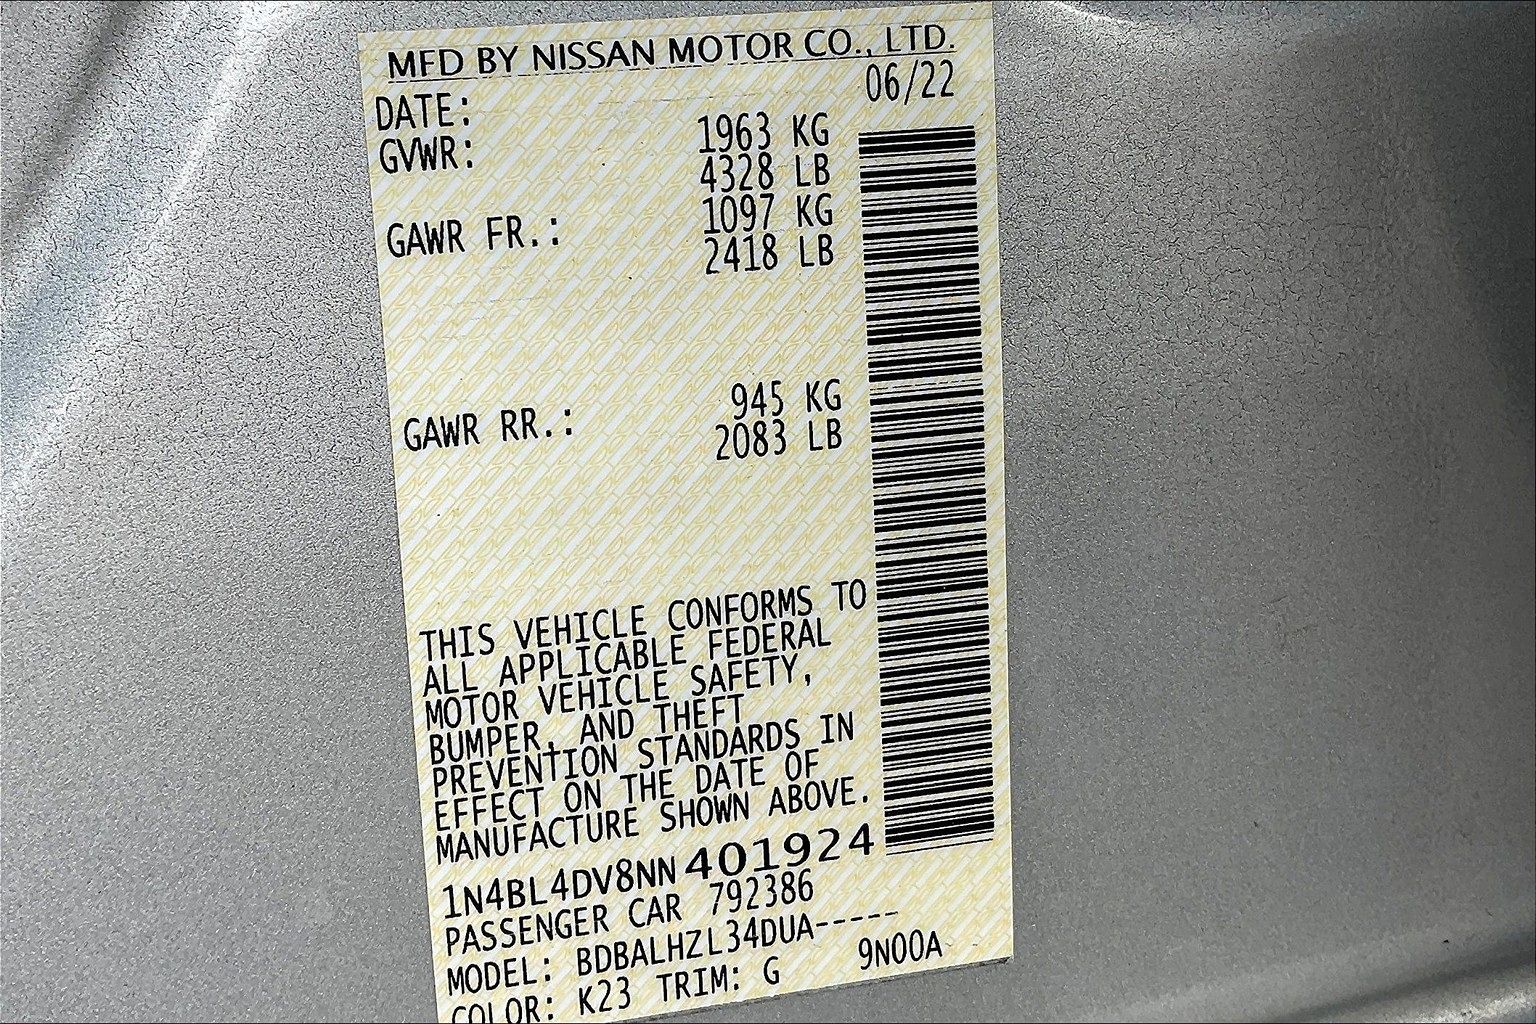 MFD BY NISSAN MOTOR CO., LTD.
DATE: 06/22
GVWR: 1963 KG
4328 LB
GAWR FR.: 1097 KG
2418 LB
GAWR RR.: 945 KG
2083 LB
THIS VEHICLE CONFORMS TO
ALL APPLICABLE FEDERAL
MOTOR VEHICLE SAFETY,
BUMPER, AND THEFT
PREVENTION STANDARDS IN
EFFECT ON THE DATE OF
MANUFACTURE SHOWN ABOVE.
1N4BL4DV8NN401924
PASSENGER CAR 792386
MODEL: BDBALHZL34DUA-----
COLOR: K23 TRIM: G 9N00A